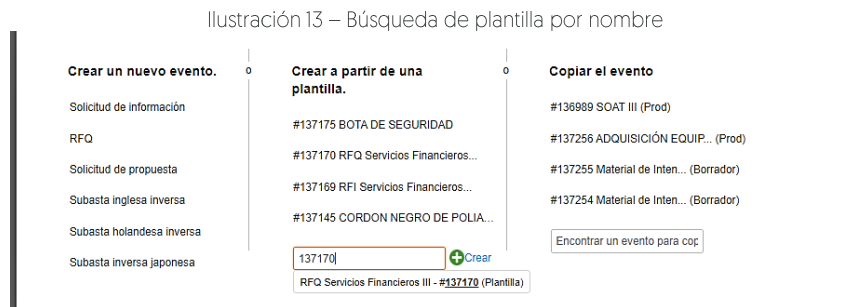 Ilustración 13 – Búsqueda de plantilla por nombre
Crear un nuevo evento.
Solicitud de información
RFQ
Solicitud de propuesta
Subasta inglesa inversa
Subasta holandesa inversa
Subasta inversa japonesa
o
Crear a partir de una
plantilla.
#137175 BOTA DE SEGURIDAD
#137170 RFQ Servicios Financieros...
#137169 RFI Servicios Financieros...
#137145 CORDON NEGRO DE POLIA...
137170
Crear
RFQ Servicios Financieros III - #137170 (Plantilla)
o
Copiar el evento
#136989 SOAT III (Prod)
#137256 ADQUISICIÓN EQUIP... (Prod)
#137255 Material de Inten... (Borrador)
#137254 Material de Inten... (Borrador)
Encontrar un evento para cop